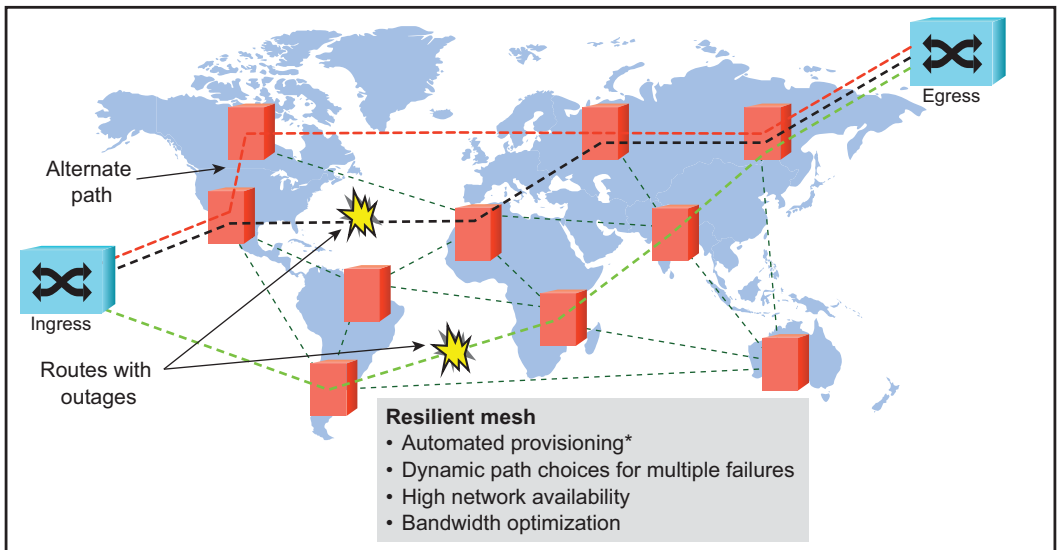 Egress
Alternate
path
Ingress
Routes with
outages
Resilient mesh
• Automated provisioning*
• Dynamic path choices for multiple failures
• High network availability
• Bandwidth optimization